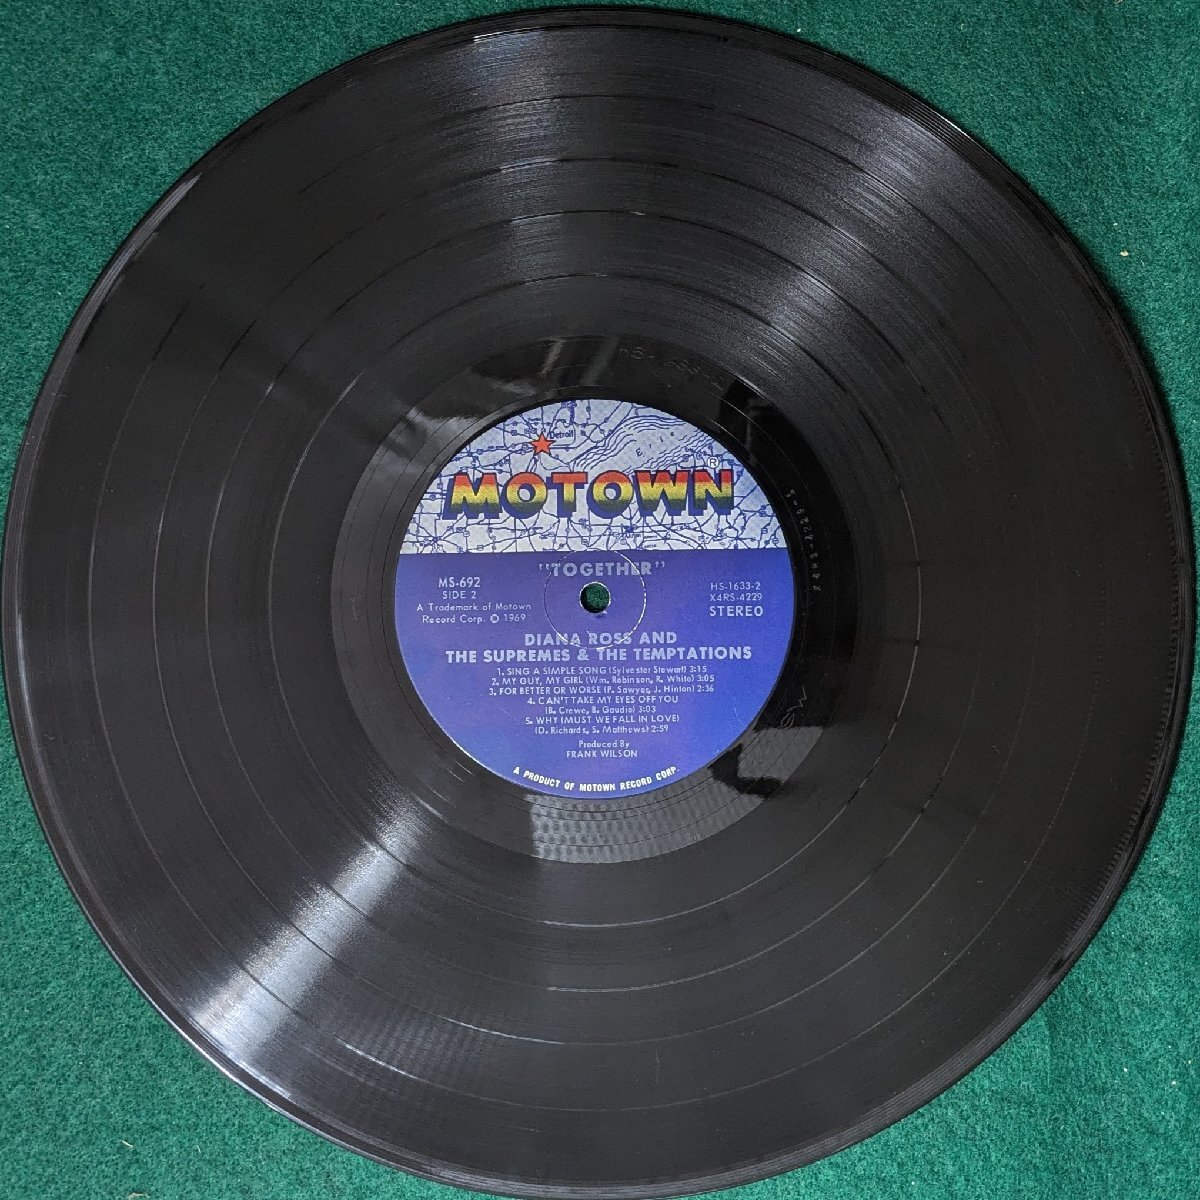 Detroit
Erie
MOTOWN®
"TOGETHER"
MS-692
SIDE 2
A Trademark of Motown
Record Corp. © 1969
HS-1633-2
X4RS-4229
STEREO
DIANA ROSS AND
THE SUPREMES & THE TEMPTATIONS
1. SING A SIMPLE SONG (Sylvester Stewart) 3:15
2. MY GUY, MY GIRL (Wm. Robinson, R. White) 3:05
3. FOR BETTER OR WORSE (P. Sawyer, J. Hinton) 2:36
4. CAN'T TAKE MY EYES OFF YOU
(B. Crewe, B. Gaudio) 3:03
5. WHY (MUST WE FALL IN LOVE)
(D. Richards, S. Matthews) 2:59
Produced By
FRANK WILSON
A PRODUCT OF MOTOWN RECORD CORP.